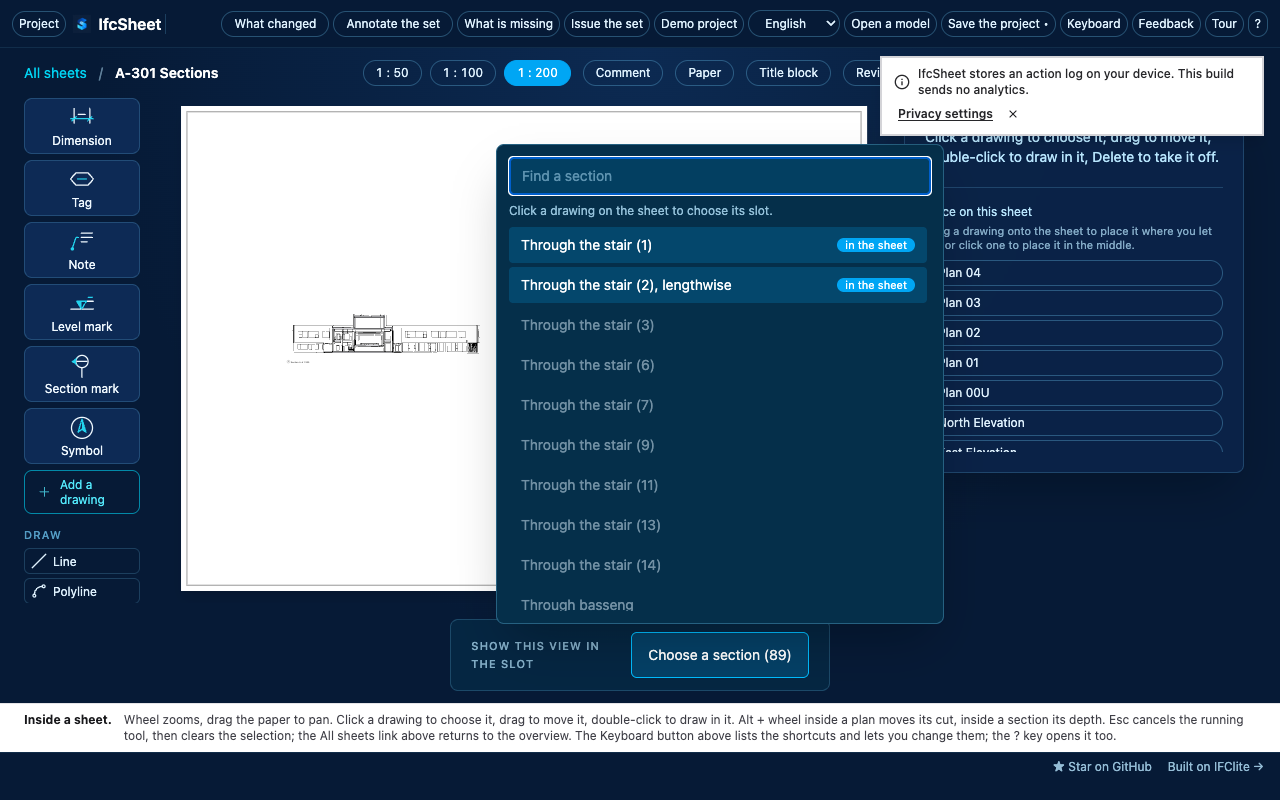 Project
IfcSheet
What changed
Annotate the set
What is missing
Issue the set
Demo project
English
Open a model
Save the project •
Keyboard
Feedback
Tour
?
All sheets / A-301 Sections
1 : 50
1 : 100
1 : 200
Comment
Paper
Title block
IfcSheet stores an action log on your device. This build
sends no analytics.
Privacy settings ×
Dimension
Tag
Note
Level mark
Section mark
Symbol
Add a
drawing
DRAW
Line
Polyline
Find a section
Click a drawing on the sheet to choose its slot.
Through the stair (1) in the sheet
Through the stair (2), lengthwise in the sheet
Through the stair (3)
Through the stair (6)
Through the stair (7)
Through the stair (9)
Through the stair (11)
Through the stair (13)
Through the stair (14)
Through basseng
Click a drawing to choose it, drag to move it,
double-click to draw in it, Delete to take it off.
on this sheet
a drawing onto the sheet to place it where you let
or click one to place it in the middle.
Plan 04
Plan 03
Plan 02
Plan 01
Plan 00U
North Elevation
East Elevation
SHOW THIS VIEW IN
THE SLOT
Choose a section (89)
Inside a sheet. Wheel zooms, drag the paper to pan. Click a drawing to choose it, drag to move it, double-click to draw in it. Alt + wheel inside a plan moves its cut, inside a section its depth. Esc cancels the running
tool, then clears the selection; the All sheets link above returns to the overview. The Keyboard button above lists the shortcuts and lets you change them; the ? key opens it too.
★ Star on GitHub
Built on IFClite →